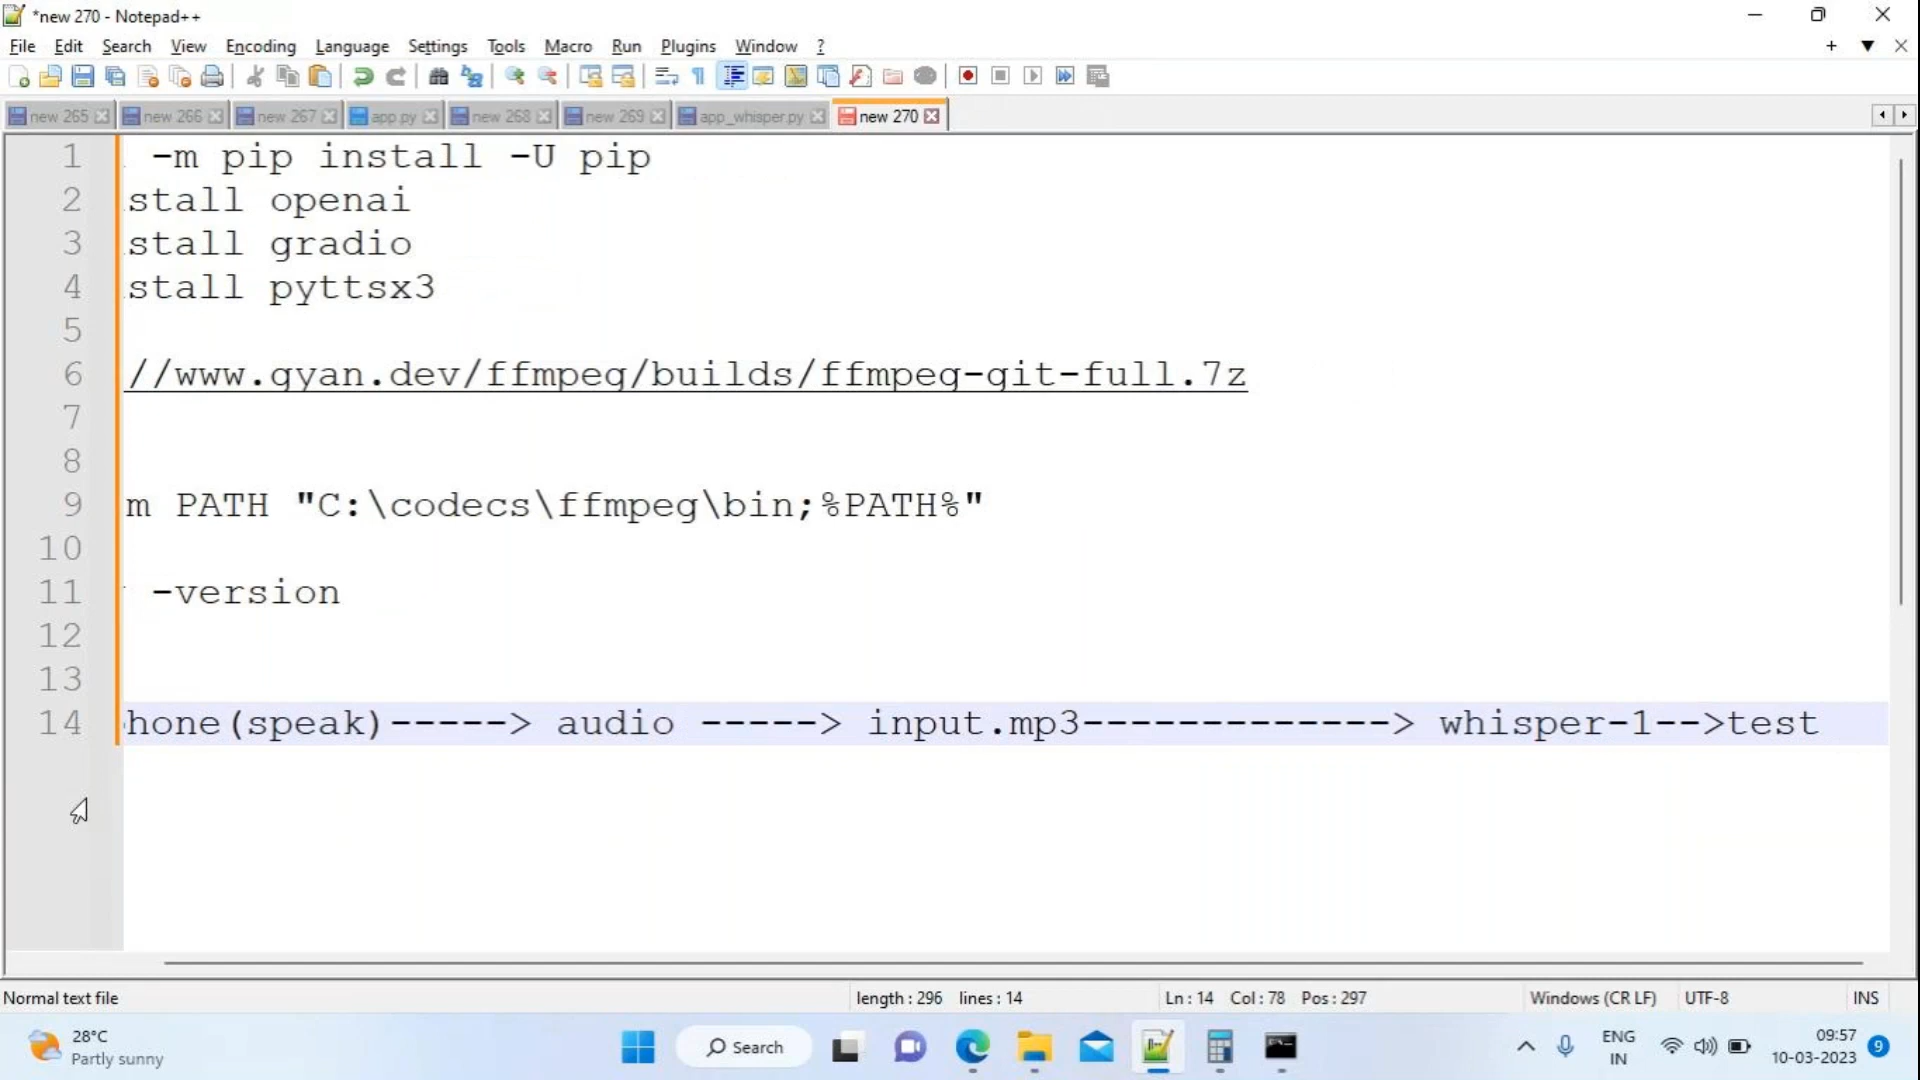 *new 270 - Notepad++
File Edit Search View Encoding Language Settings Tools Macro Run Plugins Window ?
new 265 new 266 new 267 app.py new 268 new 269 app_whisper.py new 270
1 -m pip install -U pip
2 stall openai
3 stall gradio
4 stall pyttsx3
5
6 //www.gyan.dev/ffmpeg/builds/ffmpeg-git-full.7z
7
8
9 m PATH "C:\codecs\ffmpeg\bin;%PATH%"
10
11 -version
12
13
14 hone(speak)-----> audio -----> input.mp3-------------> whisper-1-->test
Normal text file length : 296 lines : 14 Ln : 14 Col : 78 Pos : 297 Windows (CR LF) UTF-8 INS
28°C
Partly sunny
Search
ENG
IN
09:57
10-03-2023
9